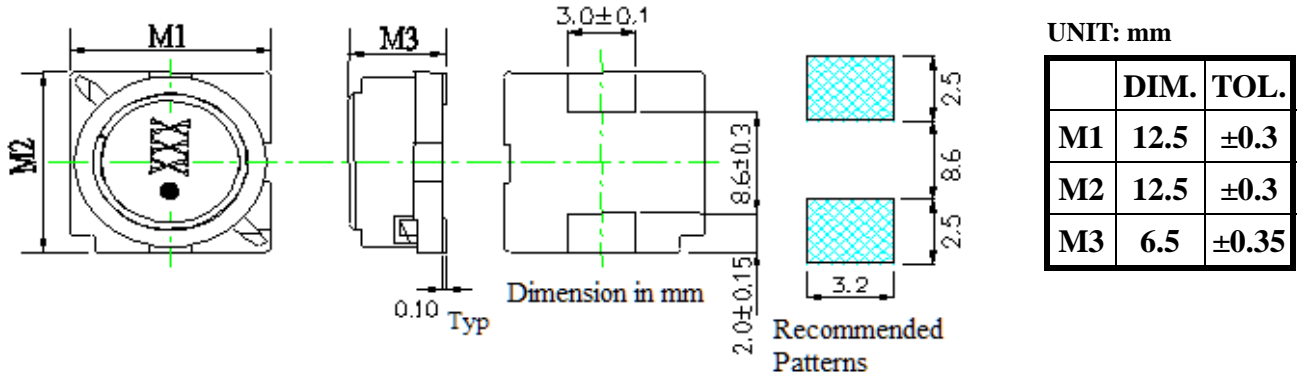 3.0±0.1
M1
M3
M2
XXX
8.6±0.3
2.0±0.15
0.10 Typ
Dimension in mm
2.5
8.6
2.5
3.2
Recommended
Patterns
UNIT: mm
DIM. TOL.
M1 12.5 ±0.3
M2 12.5 ±0.3
M3 6.5 ±0.35